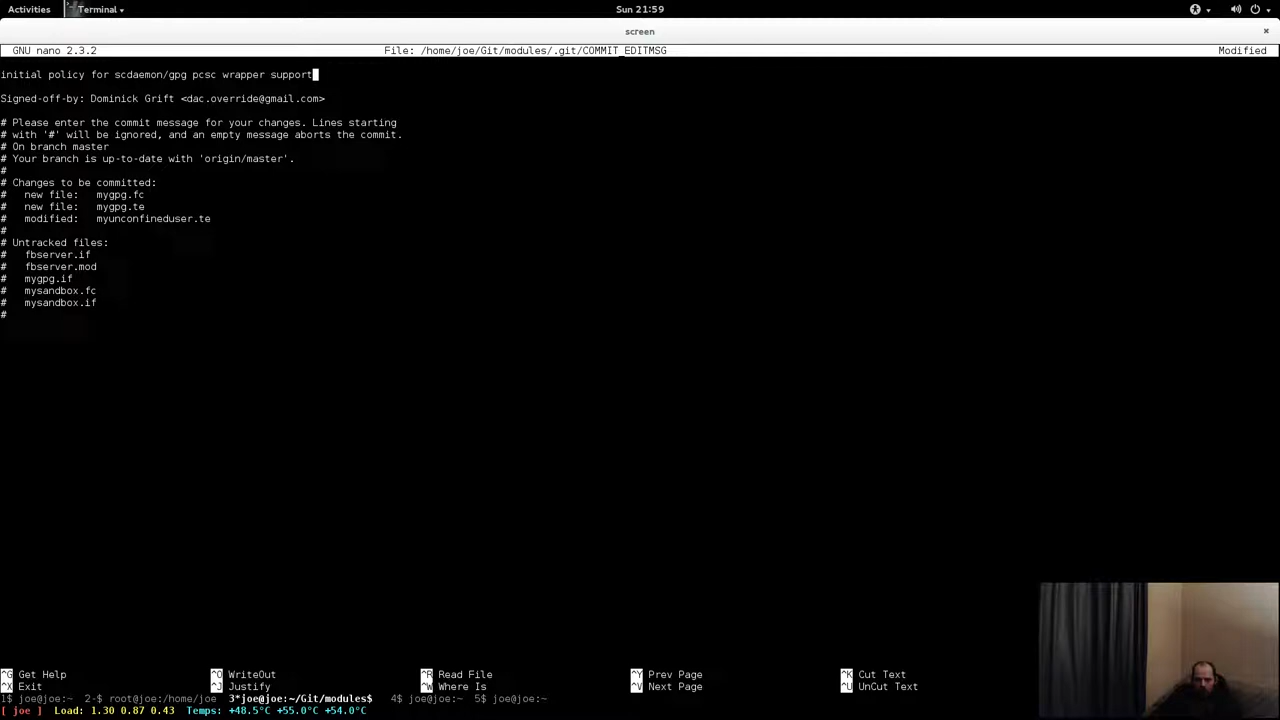 Activities Terminal Sun 21:59
screen
GNU nano 2.3.2 File: /home/joe/Git/modules/.git/COMMIT_EDITMSG Modified
initial policy for scdaemon/gpg pcsc wrapper support
Signed-off-by: Dominick Grift <dac.override@gmail.com>
# Please enter the commit message for your changes. Lines starting
# with '#' will be ignored, and an empty message aborts the commit.
# On branch master
# Your branch is up-to-date with 'origin/master'.
#
# Changes to be committed:
# new file: mygpg.fc
# new file: mygpg.te
# modified: myunconfineduser.te
#
# Untracked files:
# fbserver.if
# fbserver.mod
# mygpg.if
# mysandbox.fc
# mysandbox.if
#
^G Get Help ^O WriteOut ^R Read File ^Y Prev Page ^K Cut Text
^X Exit ^J Justify ^W Where Is ^V Next Page ^U UnCut Text
1$ joe@joe:~ 2-$ root@joe:/home/joe 3*joe@joe:~/Git/modules$ 4$ joe@joe:~ 5$ joe@joe:~
[ joe ] Load: 1.30 0.87 0.43 Temps: +48.5°C +55.0°C +54.0°C